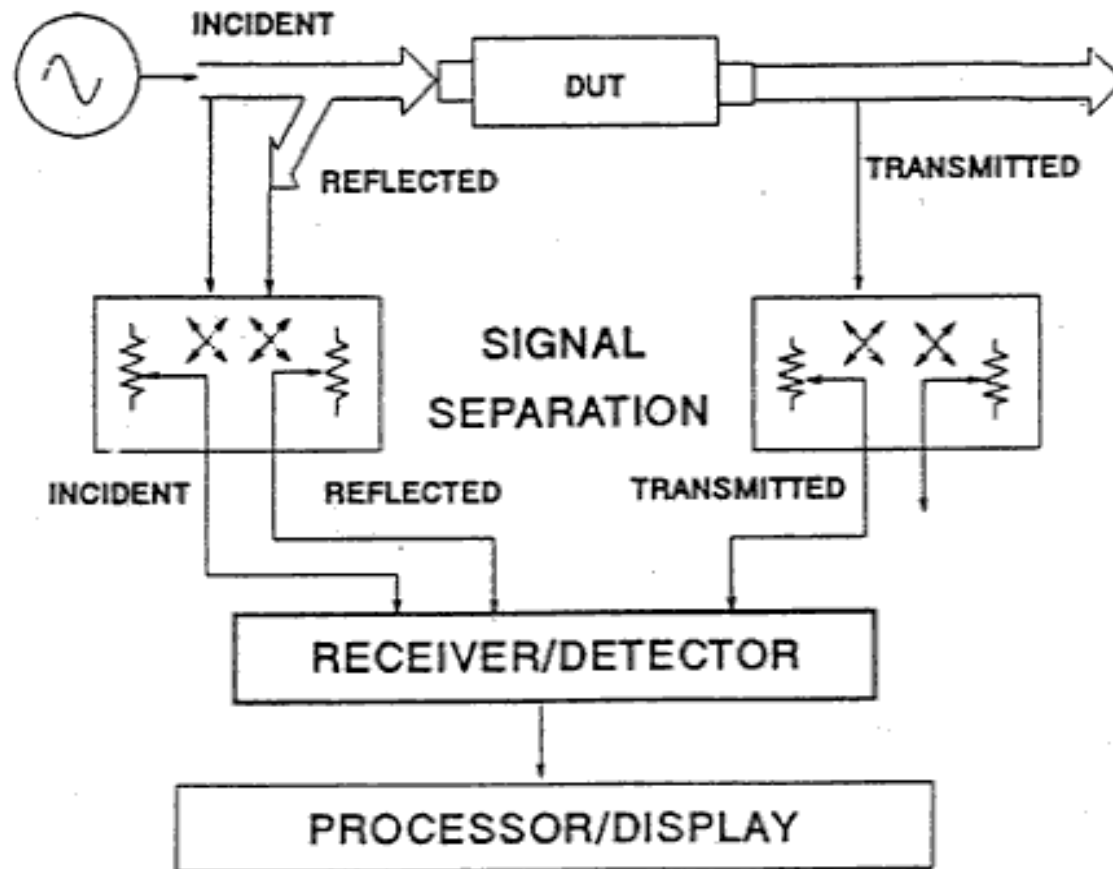 INCIDENT
DUT
REFLECTED
TRANSMITTED
SIGNAL
SEPARATION
INCIDENT
REFLECTED
TRANSMITTED
RECEIVER/DETECTOR
PROCESSOR/DISPLAY